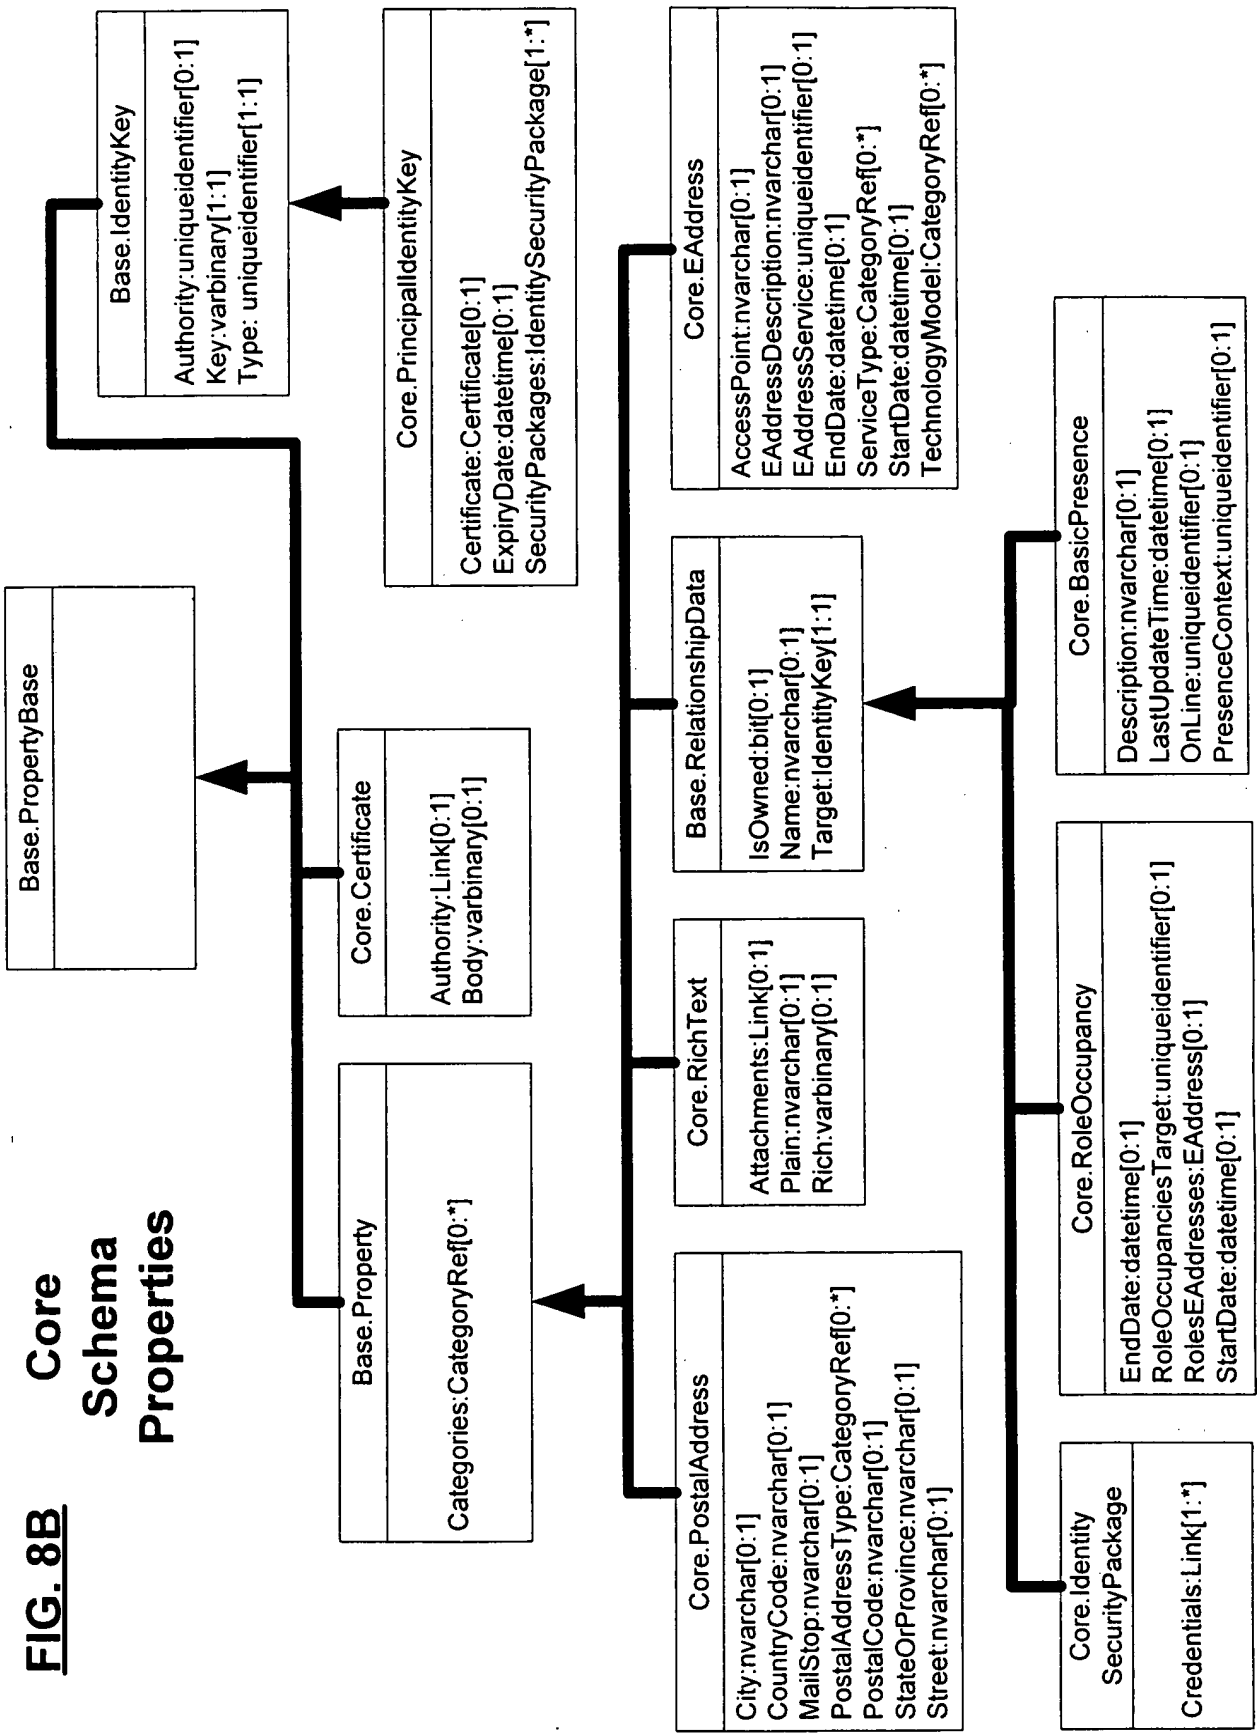 FIG. 8B
Core
Schema
Properties
Base.PropertyBase
Base.IdentityKey
Authority:uniqueidentifier[0:1]
Key:varbinary[1:1]
Type: uniqueidentifier[1:1]
Base.Property
Categories:CategoryRef[0:*]
Core.Certificate
Authority:Link[0:1]
Body:varbinary[0:1]
Core.PrincipalIdentityKey
Certificate:Certificate[0:1]
ExpiryDate:datetime[0:1]
SecurityPackages:IdentitySecurityPackage[1:*]
Core.PostalAddress
City:nvarchar[0:1]
CountryCode:nvarchar[0:1]
MailStop:nvarchar[0:1]
PostalAddressType:CategoryRef[0:*]
PostalCode:nvarchar[0:1]
StateOrProvince:nvarchar[0:1]
Street:nvarchar[0:1]
Core.RichText
Attachments:Link[0:1]
Plain:nvarchar[0:1]
Rich:varbinary[0:1]
Base.RelationshipData
IsOwned:bit[0:1]
Name:nvarchar[0:1]
Target:IdentityKey[1:1]
Core.EAddress
AccessPoint:nvarchar[0:1]
EAddressDescription:nvarchar[0:1]
EAddressService:uniqueidentifier[0:1]
EndDate:datetime[0:1]
ServiceType:CategoryRef[0:*]
StartDate:datetime[0:1]
TechnologyModel:CategoryRef[0:*]
Core.Identity
SecurityPackage
Credentials:Link[1:*]
Core.RoleOccupancy
EndDate:datetime[0:1]
RoleOccupanciesTarget:uniqueidentifier[0:1]
RolesEAddresses:EAddress[0:1]
StartDate:datetime[0:1]
Core.BasicPresence
Description:nvarchar[0:1]
LastUpdateTime:datetime[0:1]
OnLine:uniqueidentifier[0:1]
PresenceContext:uniqueidentifier[0:1]